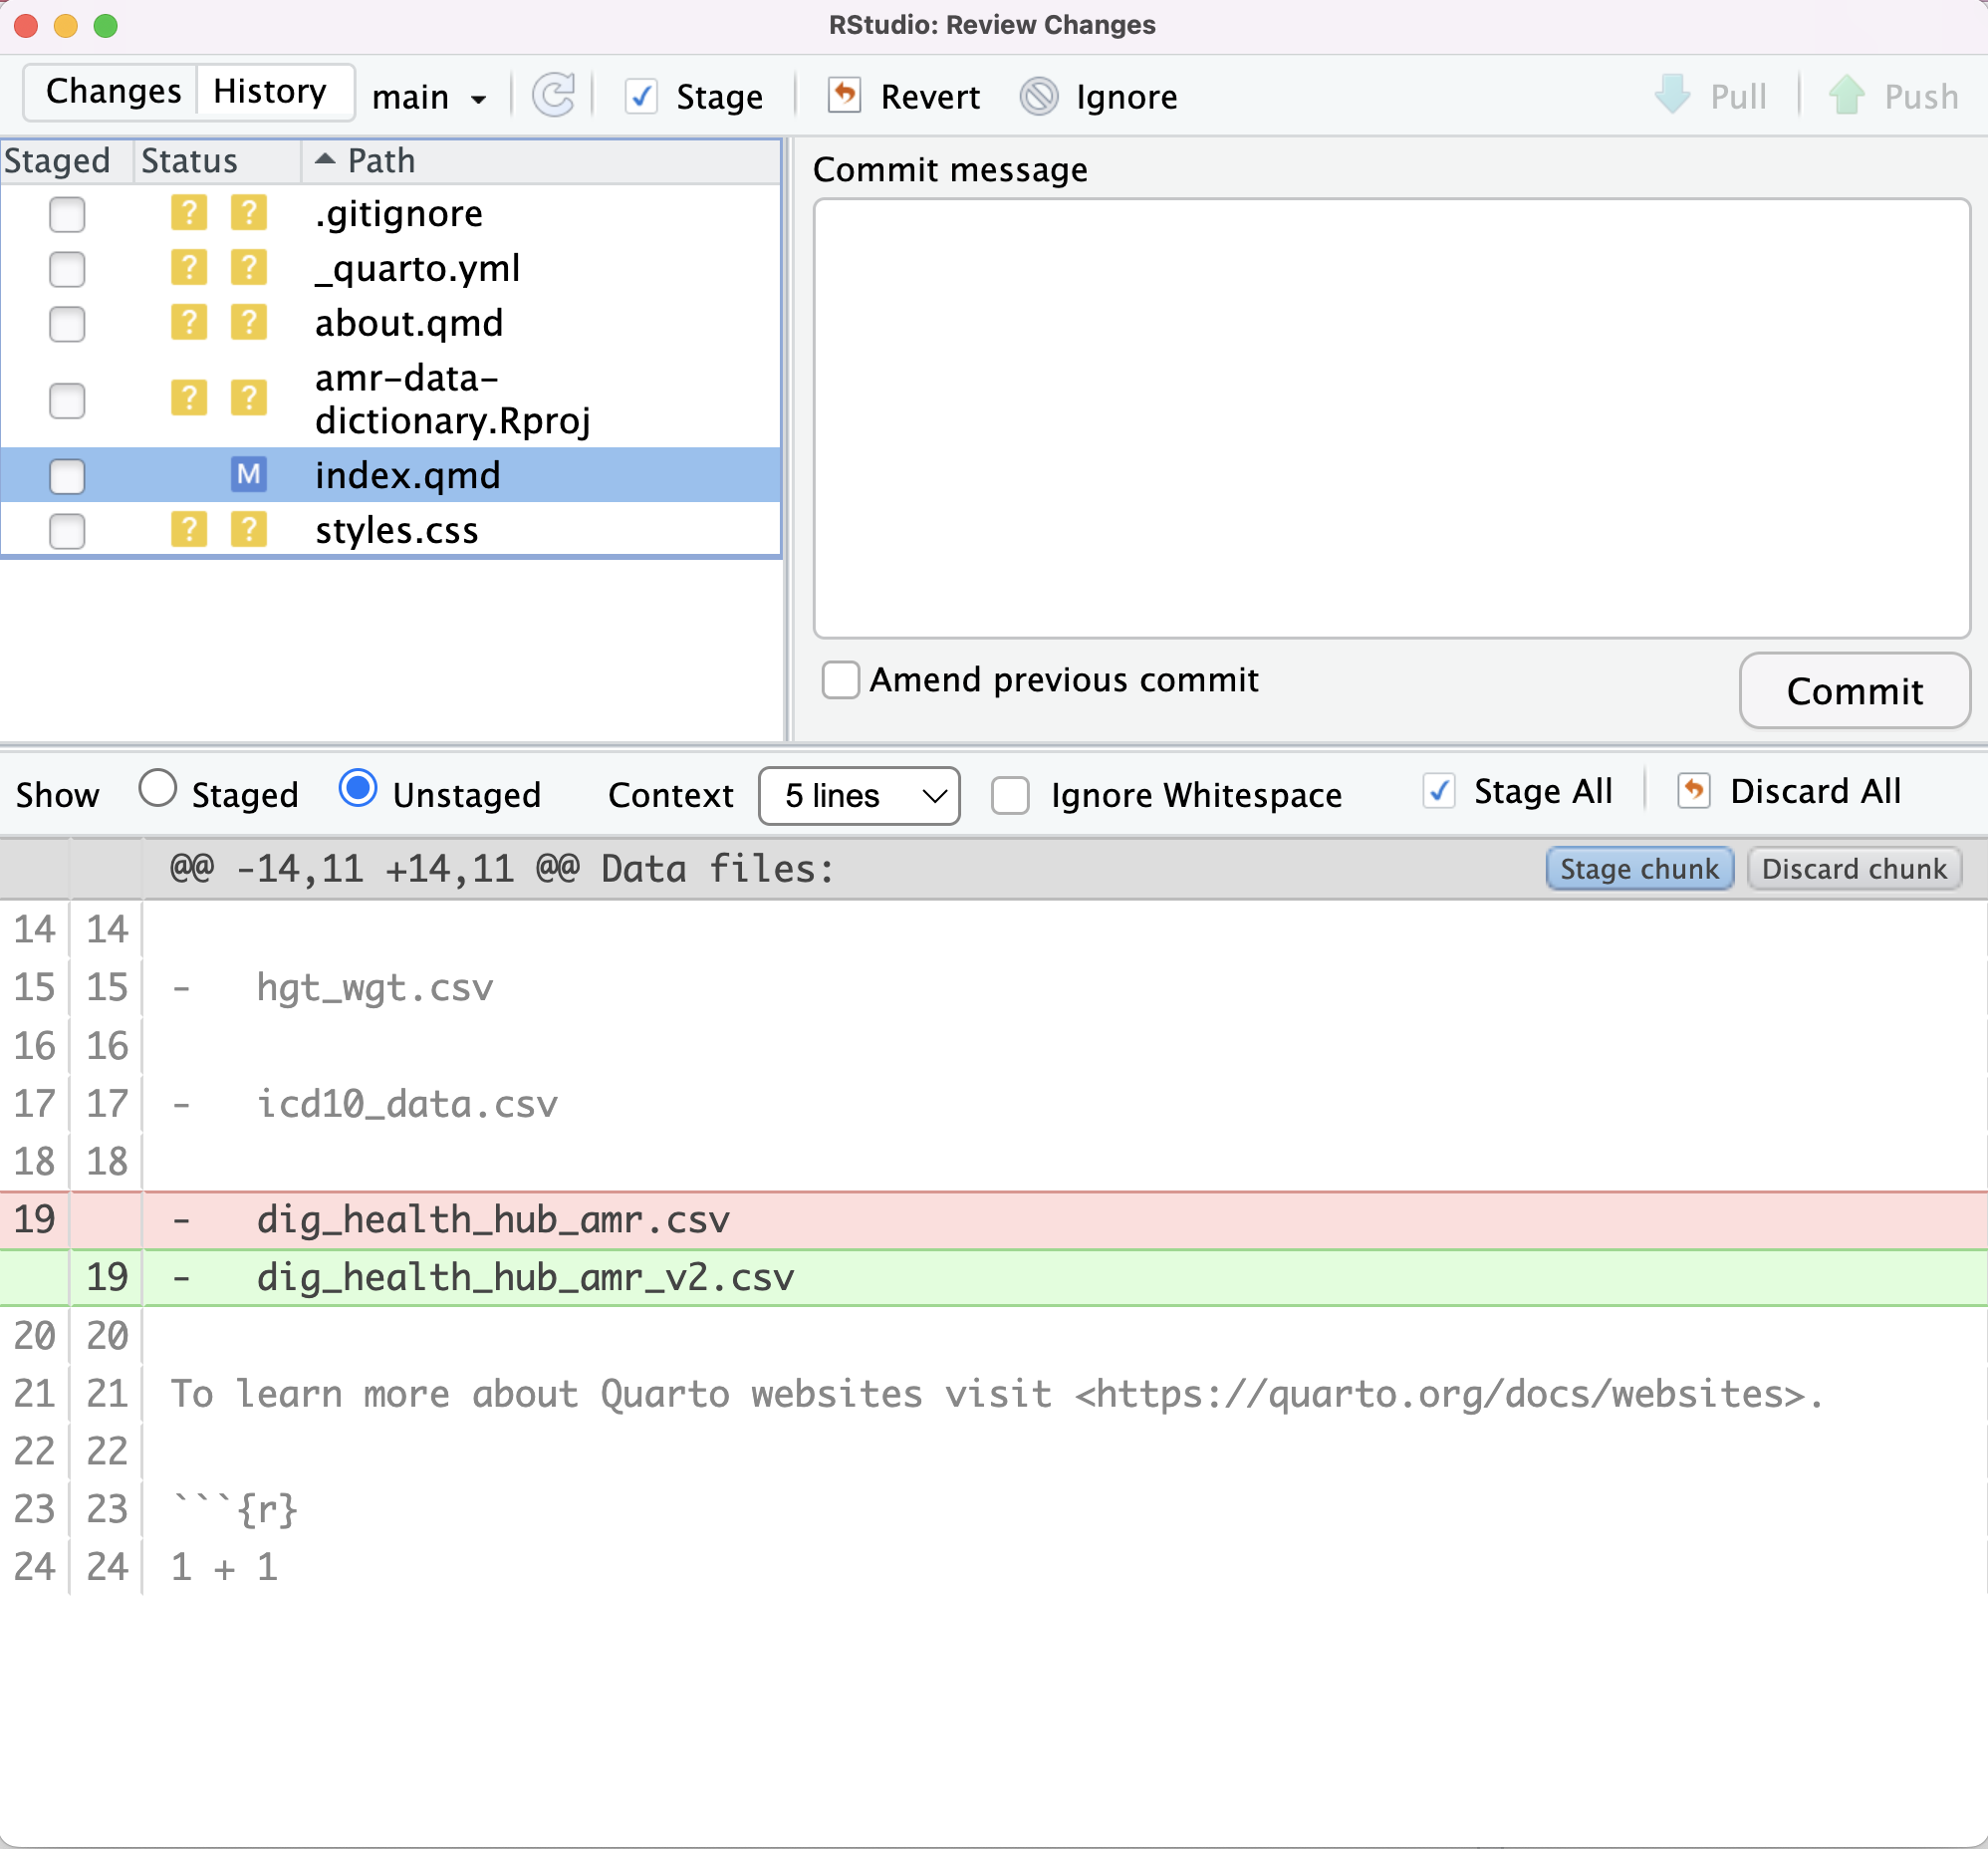 RStudio: Review Changes
Changes History main Stage Revert Ignore Pull Push
Staged Status Path
? ? .gitignore
? ? _quarto.yml
? ? about.qmd
? ? amr-data-
dictionary.Rproj
M index.qmd
? ? styles.css
Commit message
Amend previous commit
Commit
Show Staged Unstaged Context 5 lines Ignore Whitespace Stage All Discard All
@@ -14,11 +14,11 @@ Data files: Stage chunk Discard chunk
14 14
15 15 -   hgt_wgt.csv
16 16
17 17 -   icd10_data.csv
18 18
19 -   dig_health_hub_amr.csv
19 -   dig_health_hub_amr_v2.csv
20 20
21 21 To learn more about Quarto websites visit <https://quarto.org/docs/websites>.
22 22
23 23 ```{r}
24 24 1 + 1